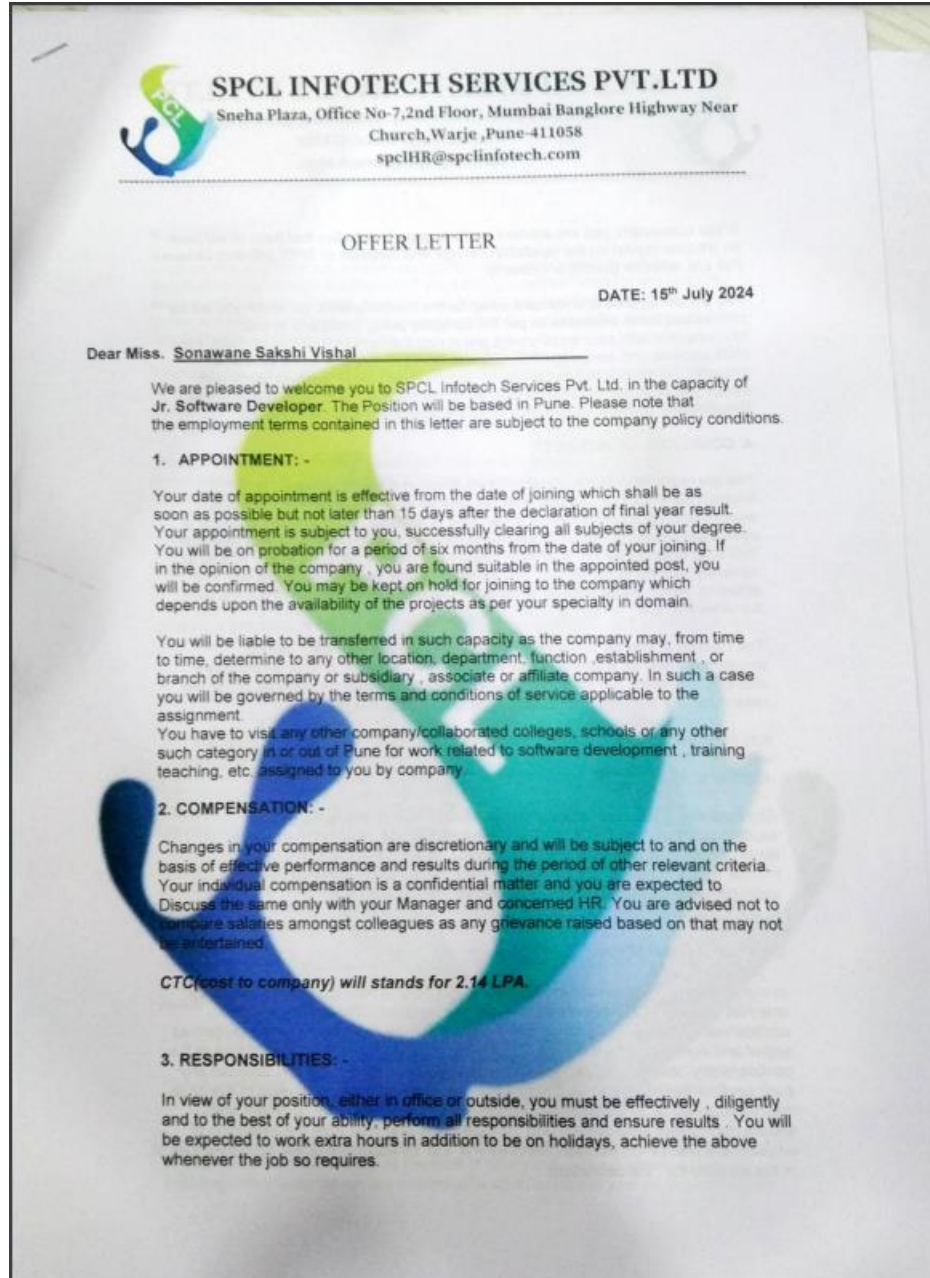 PCL
SPCL INFOTECH SERVICES PVT.LTD
Sneha Plaza, Office No-7,2nd Floor, Mumbai Banglore Highway Near
Church,Warje ,Pune-411058
spclHR@spclinfotech.com
OFFER LETTER
DATE: 15th July 2024
Dear Miss. Sonawane Sakshi Vishal
We are pleased to welcome you to SPCL Infotech Services Pvt. Ltd. in the capacity of
Jr. Software Developer. The Position will be based in Pune. Please note that
the employment terms contained in this letter are subject to the company policy conditions.
1. APPOINTMENT: -
Your date of appointment is effective from the date of joining which shall be as
soon as possible but not later than 15 days after the declaration of final year result.
Your appointment is subject to you, successfully clearing all subjects of your degree.
You will be on probation for a period of six months from the date of your joining. If
in the opinion of the company , you are found suitable in the appointed post, you
will be confirmed. You may be kept on hold for joining to the company which
depends upon the availability of the projects as per your specialty in domain.
You will be liable to be transferred in such capacity as the company may, from time
to time, determine to any other location, department, function ,establishment , or
branch of the company or subsidiary , associate or affiliate company. In such a case
you will be governed by the terms and conditions of service applicable to the
assignment.
You have to visit any other company/collaborated colleges, schools or any other
such category in or out of Pune for work related to software development , training
teaching, etc. assigned to you by company.
2. COMPENSATION: -
Changes in your compensation are discretionary and will be subject to and on the
basis of effective performance and results during the period of other relevant criteria.
Your individual compensation is a confidential matter and you are expected to
Discuss the same only with your Manager and concerned HR. You are advised not to
compare salaries amongst colleagues as any grievance raised based on that may not
be entertained.
CTC(cost to company) will stands for 2.14 LPA.
3. RESPONSIBILITIES: -
In view of your position, either in office or outside, you must be effectively , diligently
and to the best of your ability, perform all responsibilities and ensure results . You will
be expected to work extra hours in addition to be on holidays, achieve the above
whenever the job so requires.